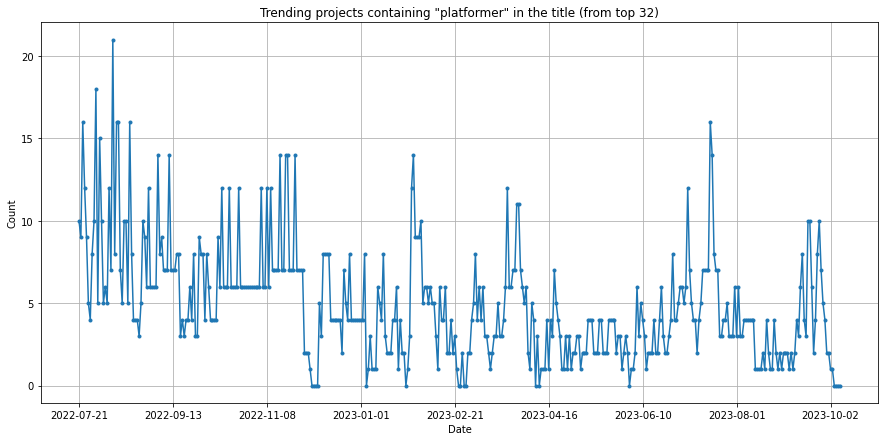 Trending projects containing "platformer" in the title (from top 32)
20
15
10
5
0
Count
2022-07-21 2022-09-13 2022-11-08 2023-01-01 2023-02-21 2023-04-16 2023-06-10 2023-08-01 2023-10-02
Date